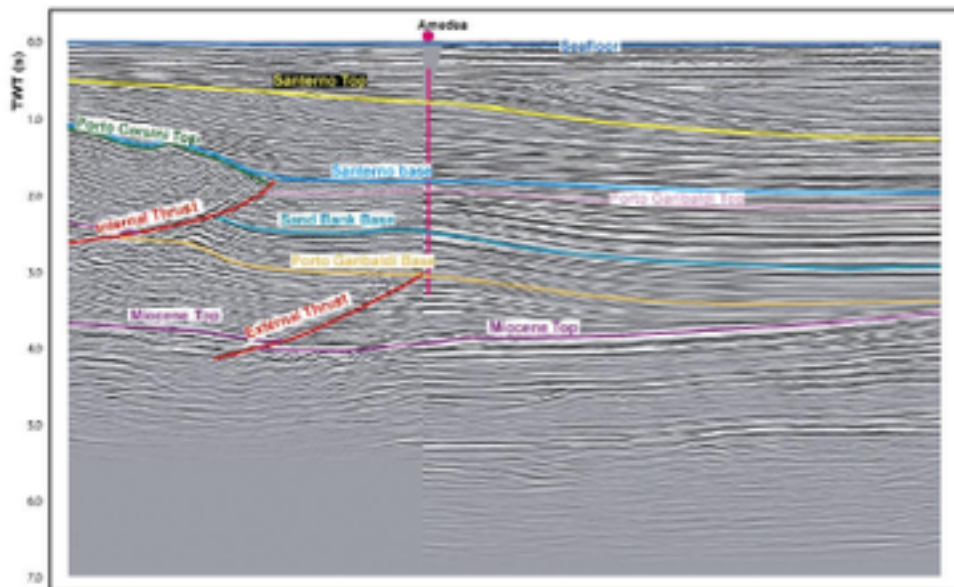 Amedea
TWT (s)
0.0
Seafloor
Santerno Top
1.0
Porto Corsini Top
Santerno base
2.0
Porto Garibaldi Top
Internal Thrust
Sand Bank Base
Porto Garibaldi Base
3.0
External Thrust
Miocene Top
Miocene Top
4.0
5.0
6.0
7.0